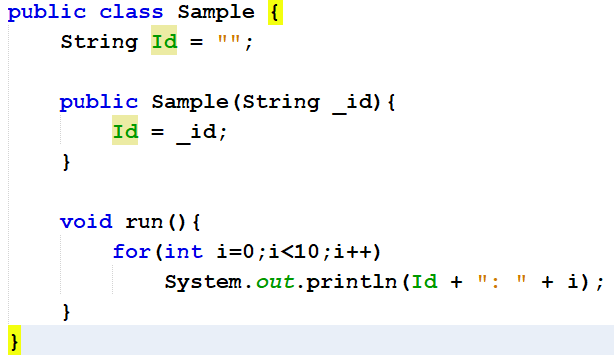 public class Sample {
    String Id = "";

    public Sample(String _id){
        Id = _id;
    }

    void run(){
        for(int i=0;i<10;i++)
            System.out.println(Id + ": " + i);
    }
}